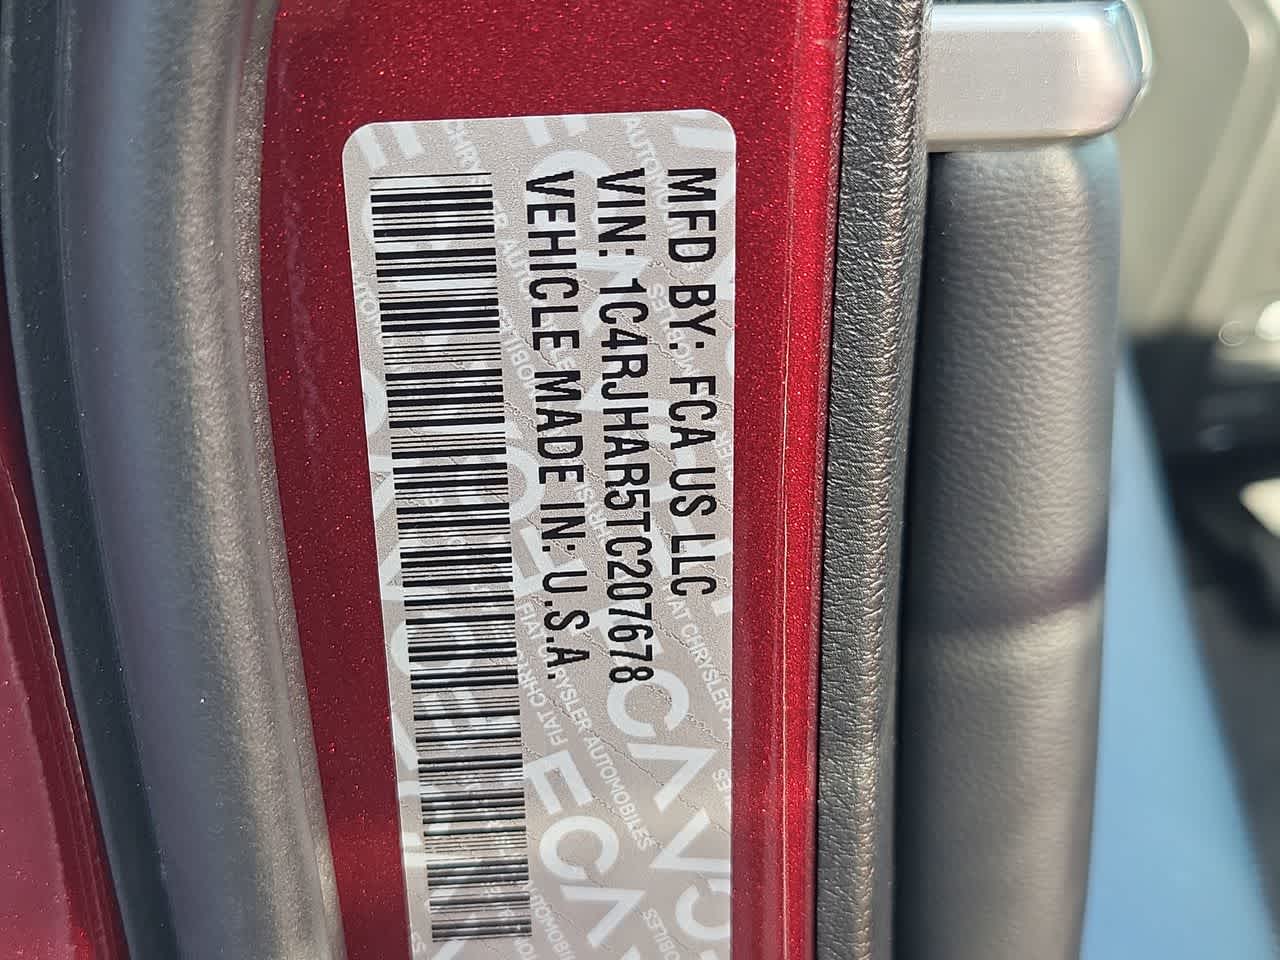 MFD BY: FCA US LLC
VIN: 1C4RJHAR5TC207678
VEHICLE MADE IN: U.S.A.